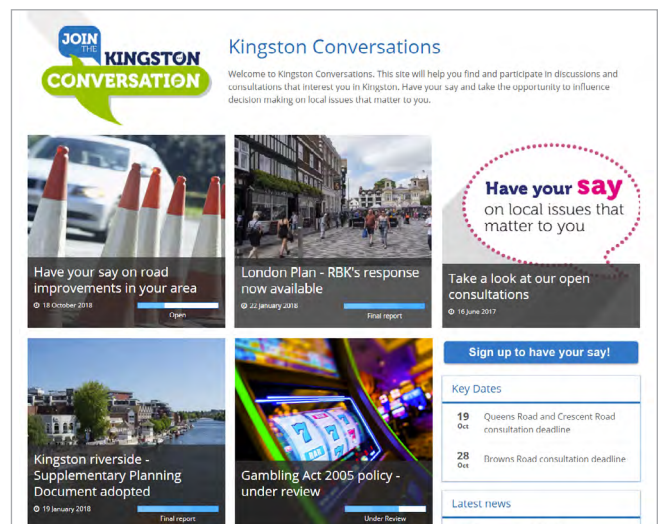 JOIN
THE
KINGSTON
CONVERSATION
Kingston Conversations
Welcome to Kingston Conversations. This site will help you find and participate in discussions and
consultations that interest you in Kingston. Have your say and take the opportunity to influence
decision making on local issues that matter to you.
Have your say on road
improvements in your area
18 October 2018
Open
London Plan - RBK's response
now available
22 January 2018
Final report
Have your say
on local issues that
matter to you
Take a look at our open
consultations
16 June 2017
Kingston riverside -
Supplementary Planning
Document adopted
19 January 2018
Final report
Gambling Act 2005 policy -
under review
Under Review
Sign up to have your say!
Key Dates
19
Oct
Queens Road and Crescent Road
consultation deadline
28
Oct
Browns Road consultation deadline
Latest news